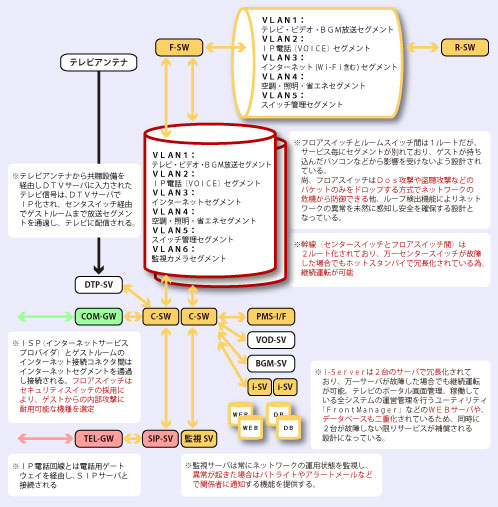 F-SW
R-SW
テレビアンテナ
VLAN1：
テレビ・ビデオ・BGM放送セグメント
VLAN2：
IP電話（VOICE）セグメント
VLAN3：
インターネット（Wi-Fi含む）セグメント
VLAN4：
空調・照明・省エネセグメント
VLAN5：
スイッチ管理セグメント
VLAN1：
テレビ・ビデオ・BGM放送セグメント
VLAN2：
IP電話（VOICE）セグメント
VLAN3：
インターネットセグメント
VLAN4：
空調・照明・省エネセグメント
VLAN5：
スイッチ管理セグメント
VLAN6：
監視カメラセグメント
※フロアスイッチとルームスイッチ間は１ルートだが、
サービス毎にセグメントが別れており、ゲストが持ち
込んだパソコンなどから影響を受けないよう設計され
ている。
尚、フロアスイッチはＤｏｓ攻撃や盗聴攻撃などの
パケットのみをドロップする方式でネットワークの
危機から防御できる他、ループ検出機能によりネット
ワークの異常を未然に感知し安全を確保する設計と
なっている。
※幹線（センタースイッチとフロアスイッチ間）は
２ルート化されており、万一センタースイッチが故障
した場合でもホットスタンバイで冗長化されている為、
継続運転が可能
※テレビアンテナから共聴設備を
経由しＤＴＶサーバに入力された
テレビ信号は、ＤＴＶサーバで
ＩＰ化され、センタスイッチ経由
でゲストルームまで放送セグメント
を通過し、テレビに配信される。
DTP-SV
COM-GW
C-SW
C-SW
PMS-I/F
VOD-SV
BGM-SV
i-SV
i-SV
WEB
WEB
DB
DB
※ＩＳＰ（インターネットサービス
プロバイダ）とゲストルームの
インターネット接続コネクタ間は
インターネットセグメントを通過
し接続される。フロアスイッチは
セキュリティスイッチの採用に
より、ゲストからの内部攻撃に
耐用可能な機種を選定
※ｉ-Ｓｅｒｖｅｒは２台のサーバで冗長化されて
おり、万一サーバが故障した場合でも継続運転
が可能。テレビのポータル画面管理、稼働して
いる全システムの運営管理を行うユーティリティ
「ＦｒｏｎｔＭａｎａｇｅｒ」などのＷＥＢサーバや、
データベースも二重化されているため、同時に
２台が故障しない限りサービスが補償される
設計になっている。
TEL-GW
SIP-SV
監視 SV
※ＩＰ電話回線とは電話用ゲート
ウェイを経由し、ＳＩＰサーバと
接続される
※監視サーバは常にネットワークの運用状態を監視し、
異常が起きた場合はパトライトやアラートメールなど
で関係者に通知する機能を提供する。